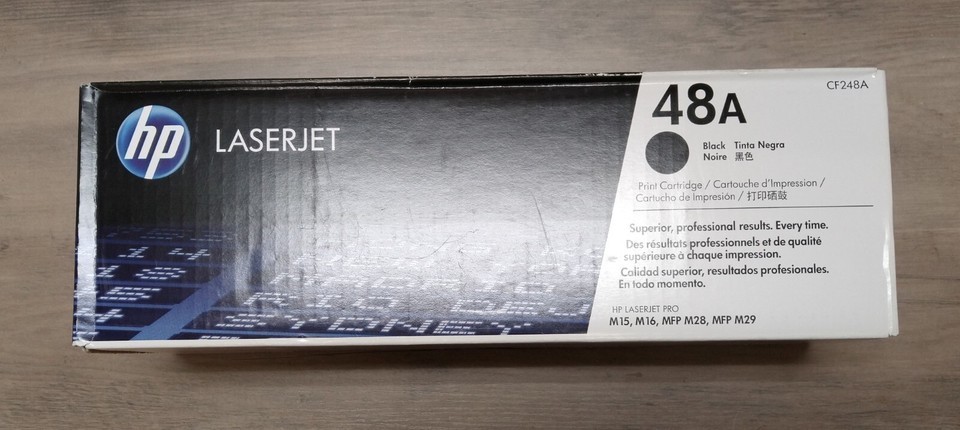 hp
LASERJET
48A
CF248A
Black Tinta Negra
Noire 黑色
Print Cartridge / Cartouche d'Impression /
Cartucho de Impresión / 打印硒鼓
Superior, professional results. Every time.
Des résultats professionnels et de qualité
supérieure à chaque impression.
Calidad superior, resultados profesionales.
En todo momento.
HP LASERJET PRO
M15, M16, MFP M28, MFP M29